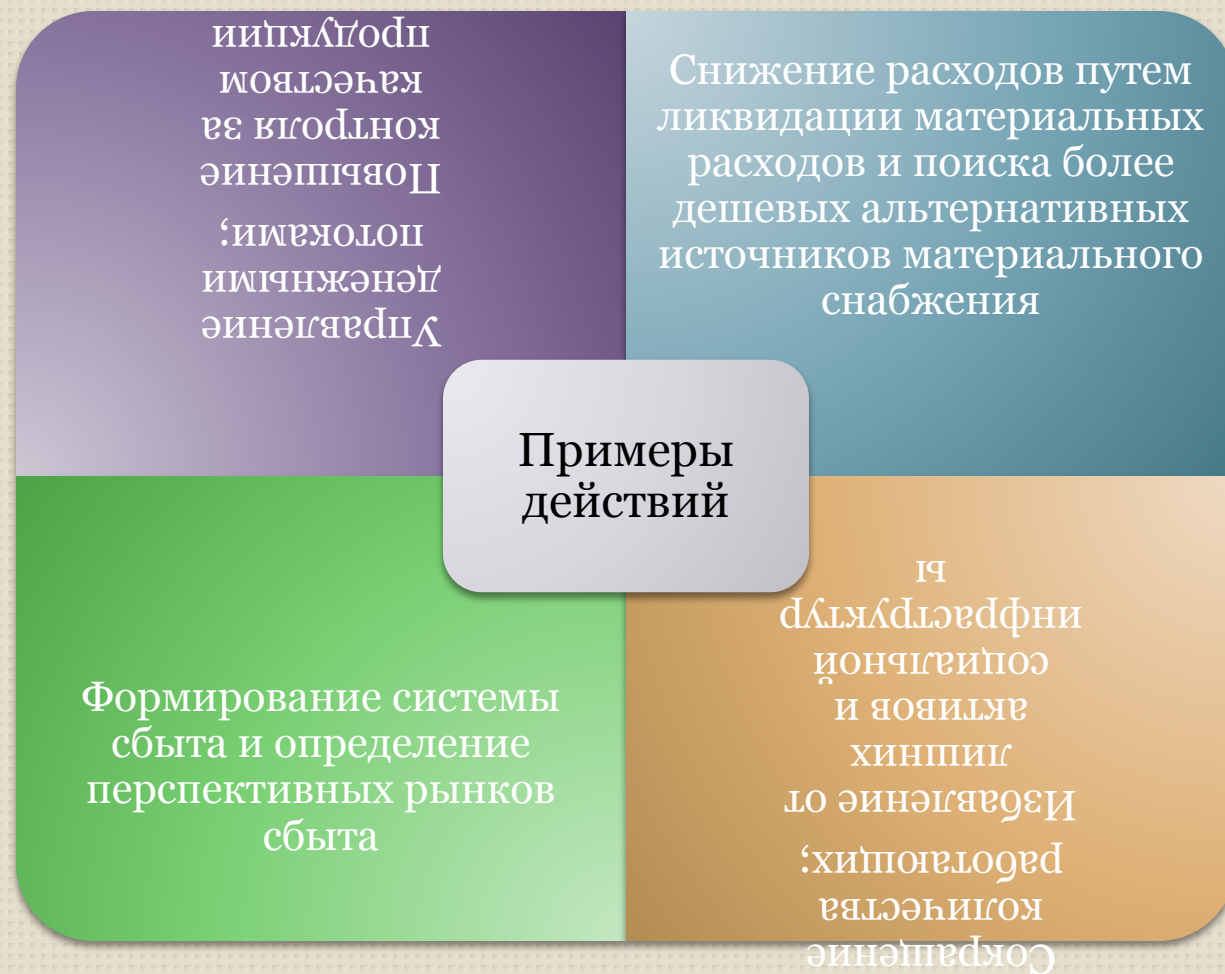 Управление
денежными
потоками;
Повышение
контроля за
качеством
продукции
Снижение расходов путем
ликвидации материальных
расходов и поиска более
дешевых альтернативных
источников материального
снабжения
Примеры
действий
Формирование системы
сбыта и определение
перспективных рынков
сбыта
Сокращение
количества
работающих;
Избавление от
лишних
активов и
социальной
инфраструктур
ы